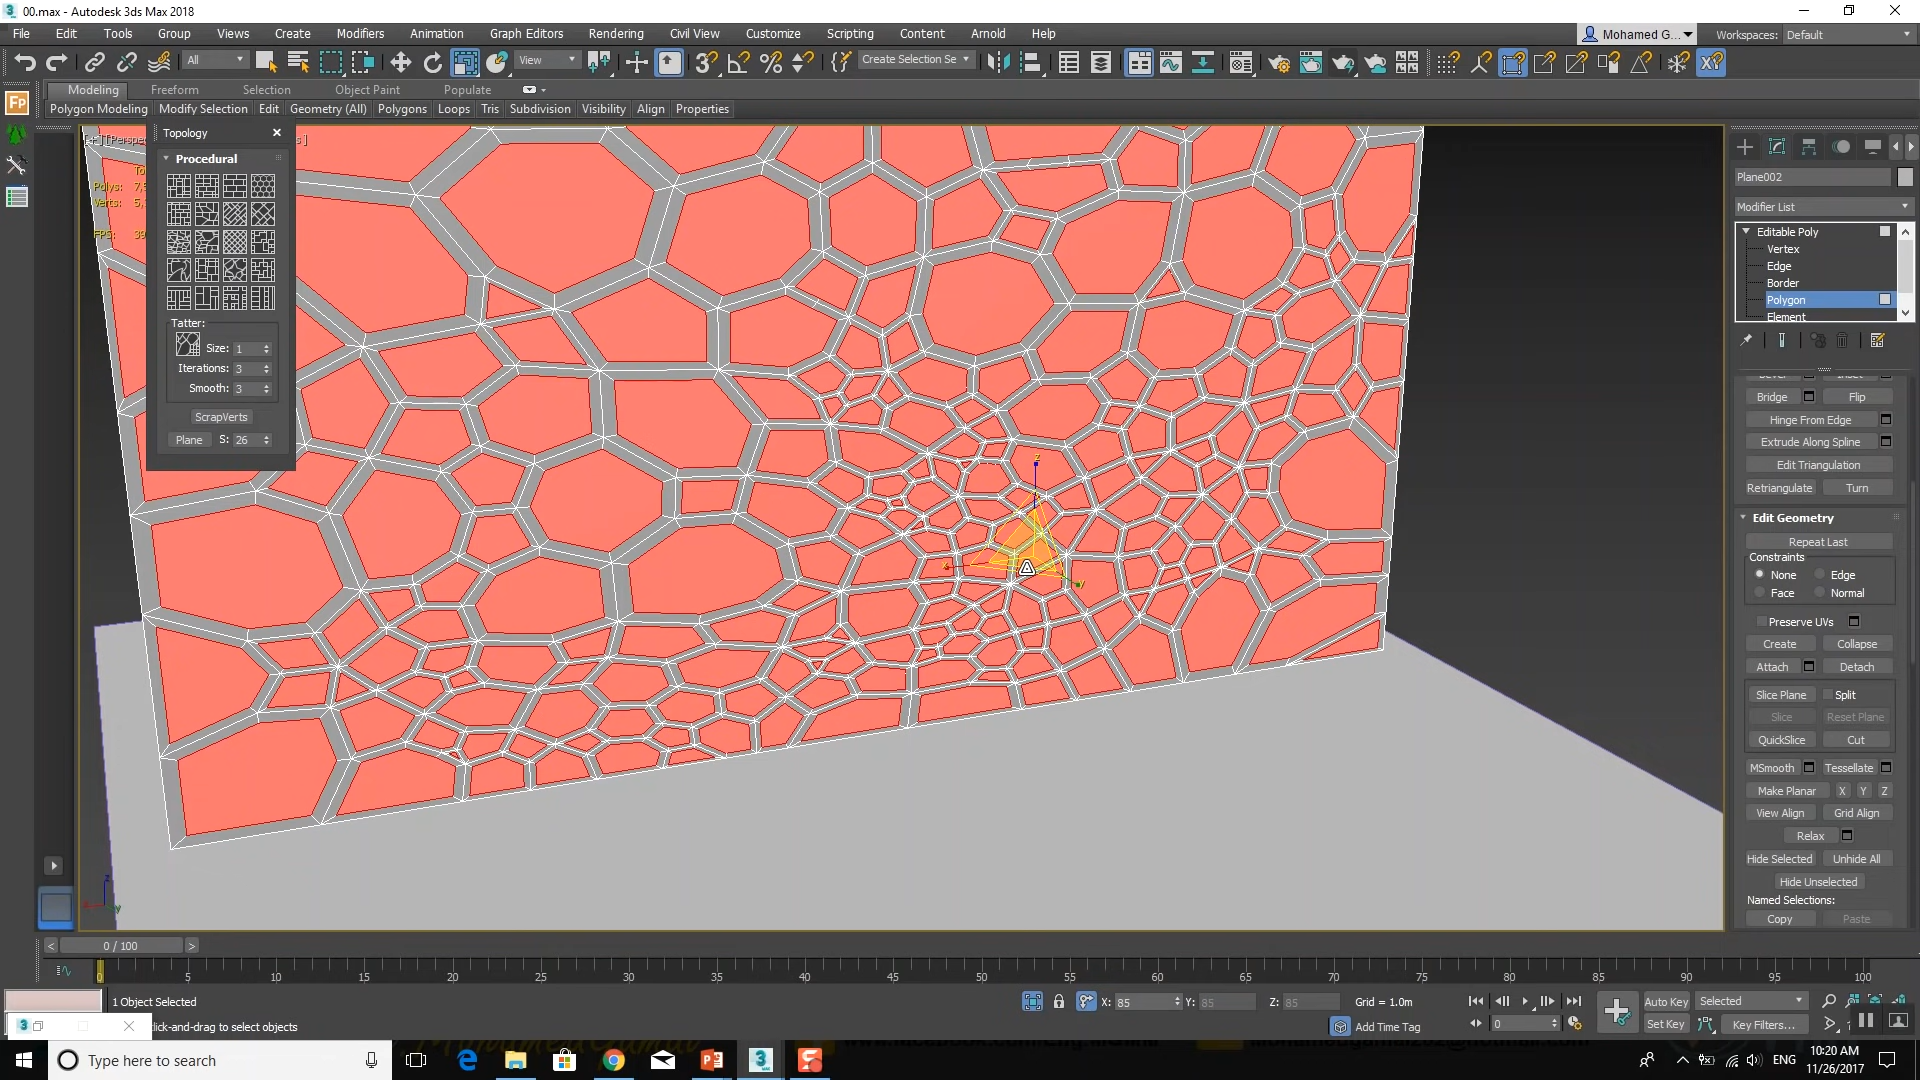 00.max - Autodesk 3ds Max 2018
File Edit Tools Group Views Create Modifiers Animation Graph Editors Rendering Civil View Customize Scripting Content Arnold Help
Mohamed G... Workspaces: Default
All View Create Selection Se
Modeling Freeform Selection Object Paint Populate
Polygon Modeling Modify Selection Edit Geometry (All) Polygons Loops Tris Subdivision Visibility Align Properties
Topology
Procedural
Tatter:
Size: 1
Iterations: 3
Smooth: 3
ScrapVerts
Plane S: 26
Polys: 7,5
Verts: 5,
FPS: 39
Plane002
Modifier List
Editable Poly
Vertex
Edge
Border
Polygon
Element
Bridge Flip
Hinge From Edge
Extrude Along Spline
Edit Triangulation
Retriangulate Turn
Edit Geometry
Repeat Last
Constraints
None Edge
Face Normal
Preserve UVs
Create Collapse
Attach Detach
Slice Plane Split
Slice Reset Plane
QuickSlice Cut
MSmooth Tessellate
Make Planar X Y Z
View Align Grid Align
Relax
Hide Selected Unhide All
Hide Unselected
Named Selections:
Copy Paste
0 / 100
0 5 10 15 20 25 30 35 40 45 50 55 60 65 70 75 80 85 90 95 100
1 Object Selected
X: 85 Y: 85 Z: 85 Grid = 1.0m
Auto Key Selected
click-and-drag to select objects
Add Time Tag
0
Set Key Key Filters...
Type here to search
ENG
10:20 AM
11/26/2017